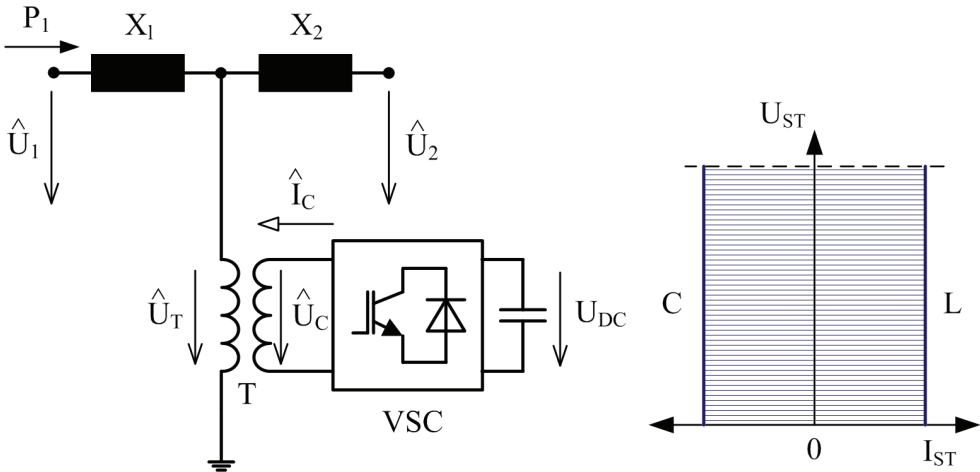 P1
X1 X2
Û1 Û2
ÎC
ÛT ÛC UDC
T
VSC
UST
C L
0 IST